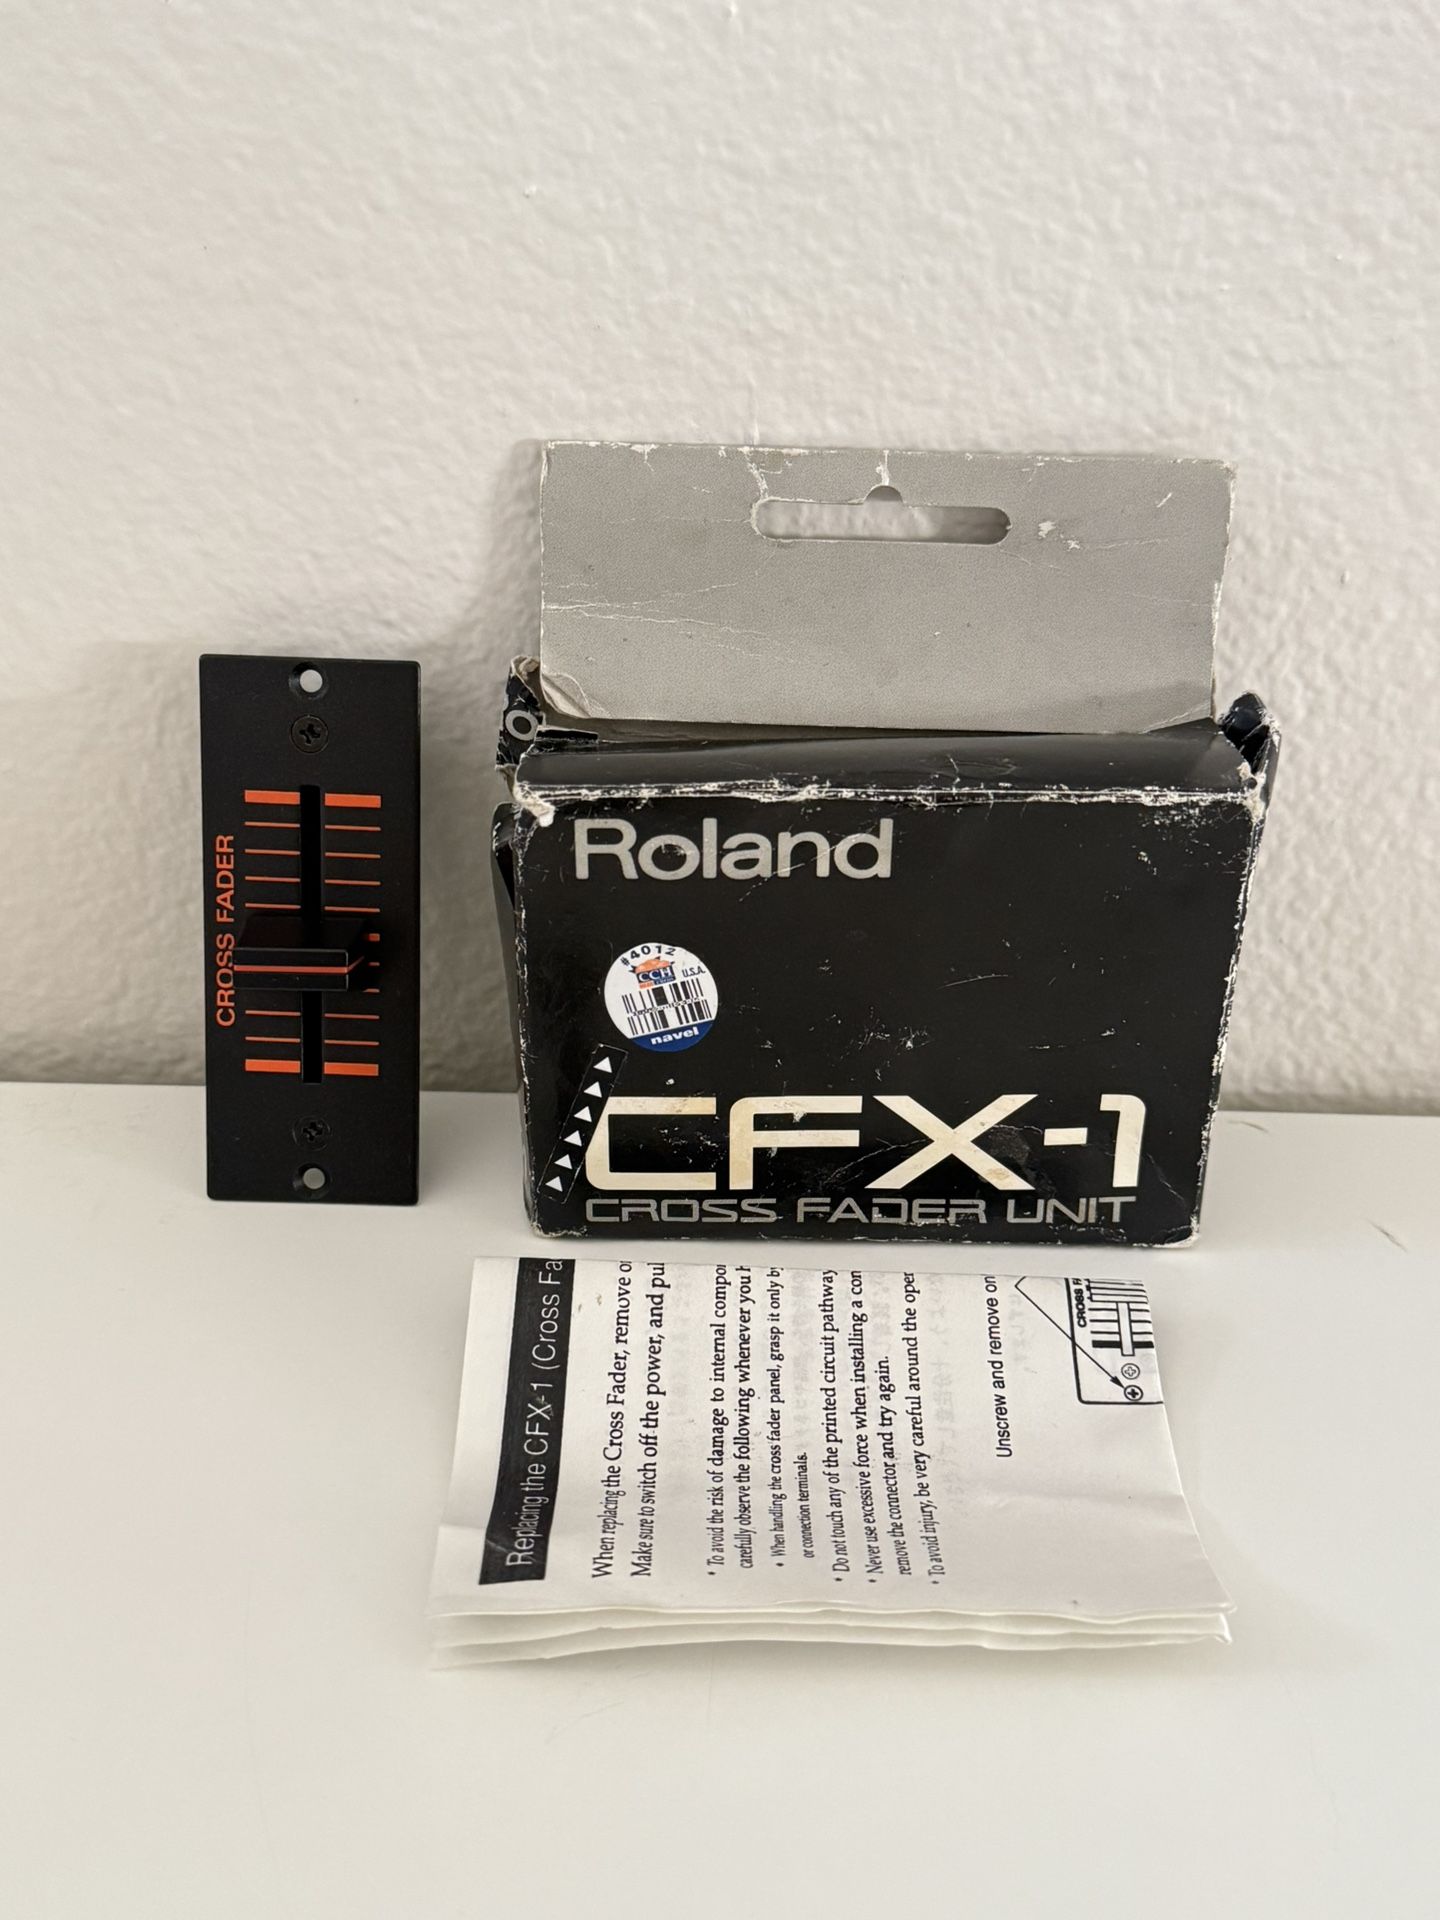 CROSS FADER
Roland
#4012
CCH
U.S.A.
navel
CFX-1
CROSS FADER UNIT
Replacing the CFX-1 (Cross Fa
When replacing the Cross Fader, remove o
Make sure to switch off the power, and pul
* To avoid the risk of damage to internal compo
carefully observe the following whenever you h
* When handling the cross fader panel, grasp it only by
or connection terminals.
* Do not touch any of the printed circuit pathway
* Never use excessive force when installing a con
remove the connector and try again.
* To avoid injury, be very careful around the oper
Unscrew and remove on
CROSS F